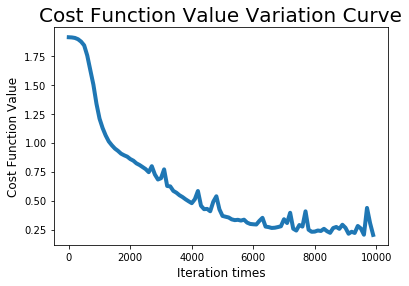 Cost Function Value Variation Curve
Cost Function Value
1.75
1.50
1.25
1.00
0.75
0.50
0.25
0 2000 4000 6000 8000 10000
Iteration times